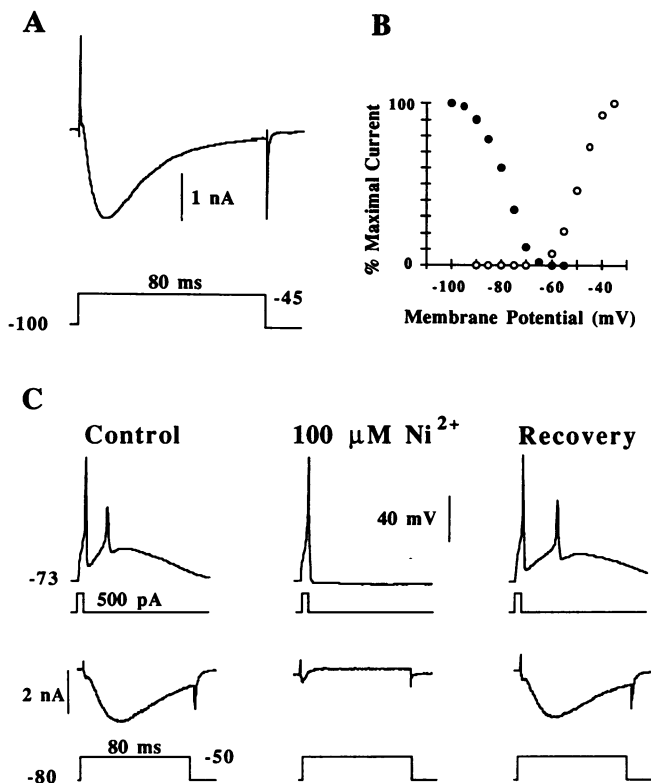 A
1 nA
80 ms
-45
-100
B
% Maximal Current
100
0
-100 -80 -60 -40
Membrane Potential (mV)
C
Control
100 μM Ni2+
Recovery
40 mV
-73
500 pA
2 nA
80 ms
-50
-80